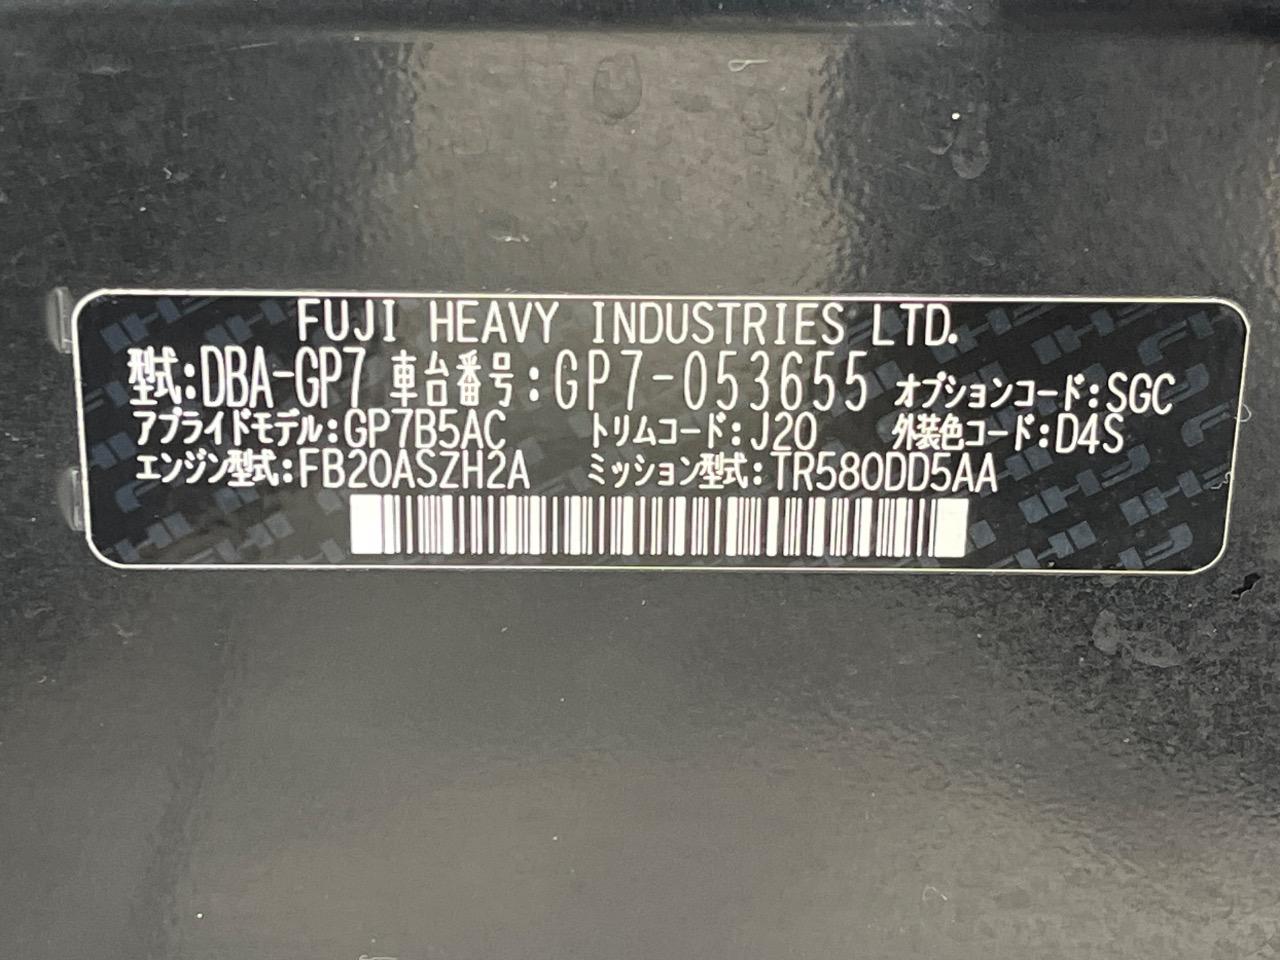 FUJI HEAVY INDUSTRIES LTD.
型式:DBA-GP7 車台番号:GP7-053655 オプションコード:SGC
アプライドモデル:GP7B5AC トリムコード:J20 外装色コード:D4S
エンジン型式:FB20ASZH2A ミッション型式:TR580DD5AA